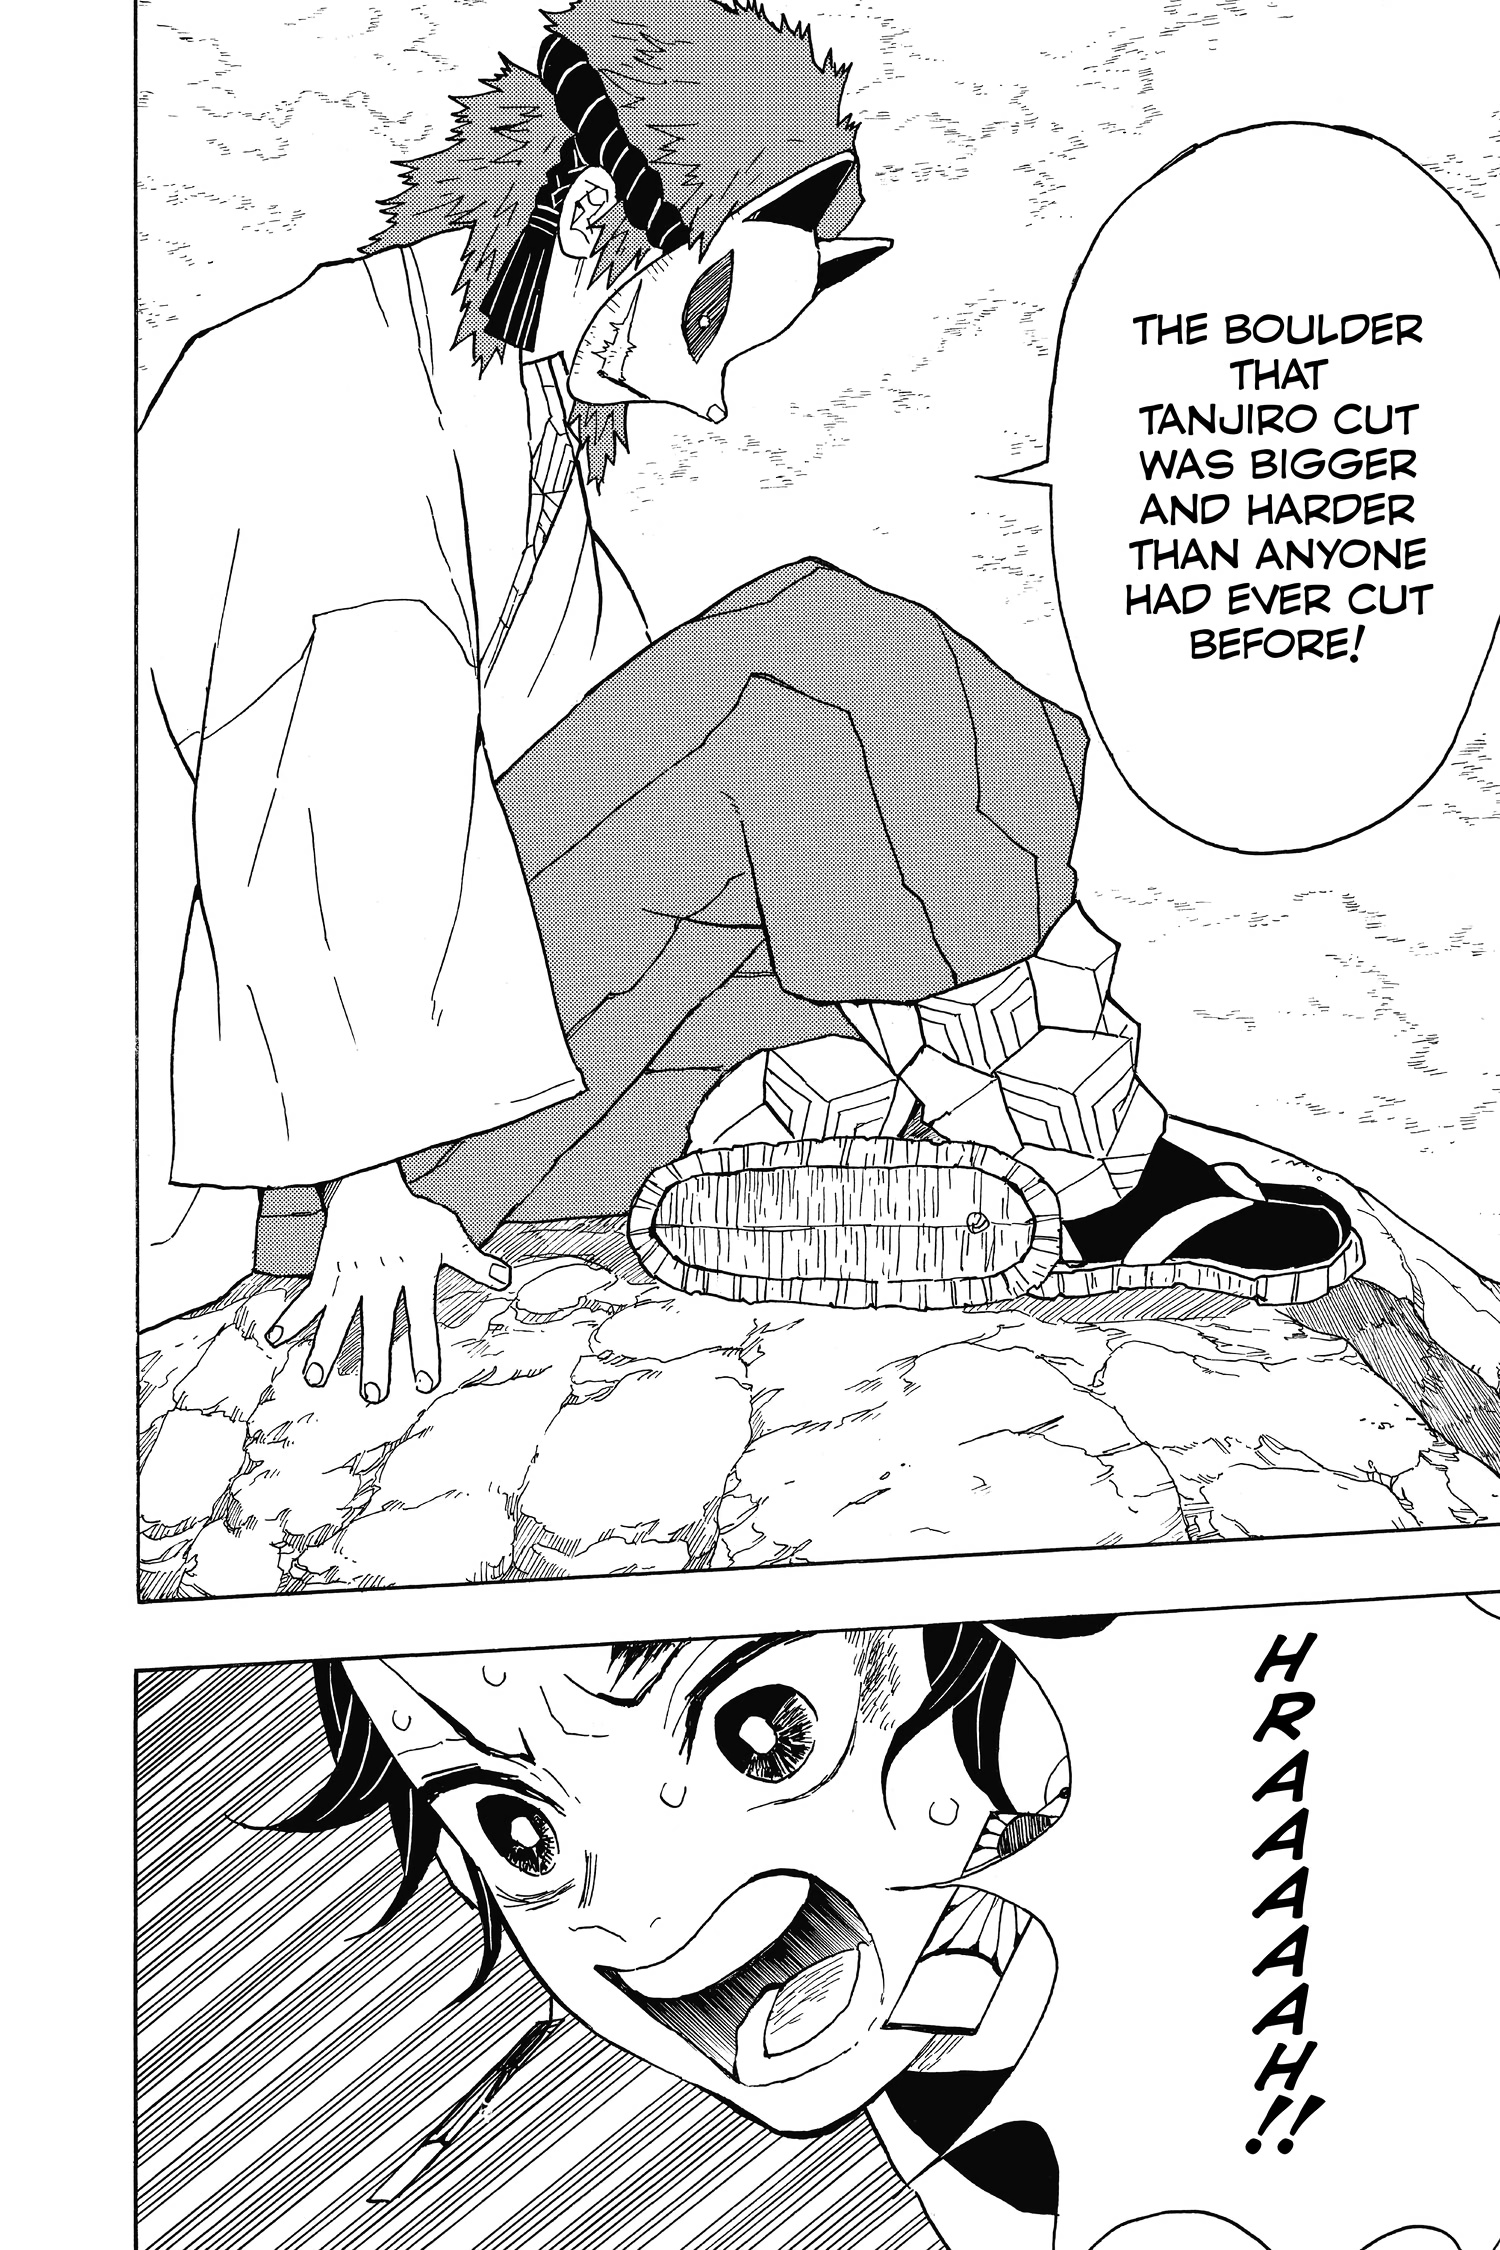 THE BOULDER
THAT
TANJIRO CUT
WAS BIGGER
AND HARDER
THAN ANYONE
HAD EVER CUT
BEFORE!
HRAAAAAH!!